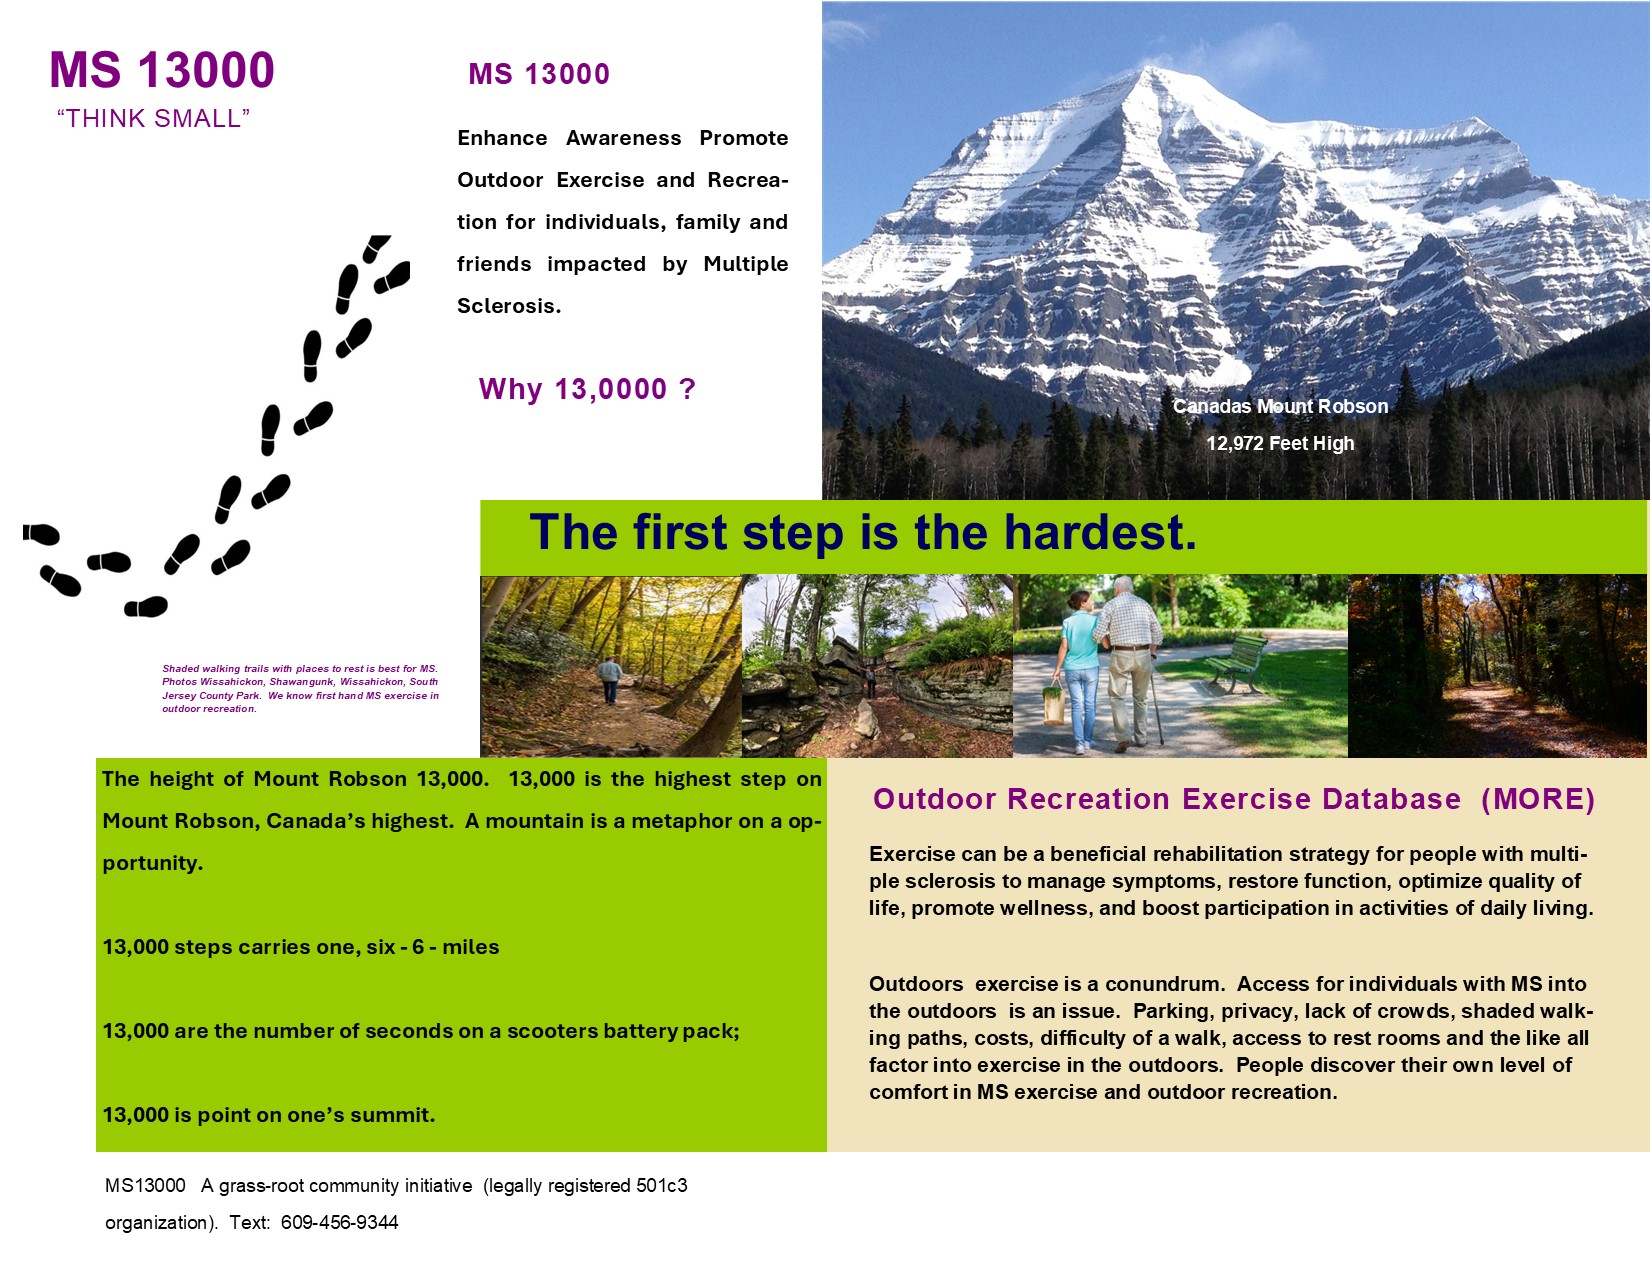 MS 13000
“THINK SMALL”
MS 13000
Enhance Awareness Promote
Outdoor Exercise and Recrea-
tion for individuals, family and
friends impacted by Multiple
Sclerosis.
Why 13,0000 ?
Canadas Mount Robson
12,972 Feet High
The first step is the hardest.
Shaded walking trails with places to rest is best for MS.
Photos Wissahickon, Shawangunk, Wissahickon, South
Jersey County Park.  We know first hand MS exercise in
outdoor recreation.
The height of Mount Robson 13,000.  13,000 is the highest step on
Mount Robson, Canada’s highest.  A mountain is a metaphor on a op-
portunity.
13,000 steps carries one, six - 6 - miles
13,000 are the number of seconds on a scooters battery pack;
13,000 is point on one’s summit.
Outdoor Recreation Exercise Database  (MORE)
Exercise can be a beneficial rehabilitation strategy for people with multi-
ple sclerosis to manage symptoms, restore function, optimize quality of
life, promote wellness, and boost participation in activities of daily living.
Outdoors  exercise is a conundrum.  Access for individuals with MS into
the outdoors  is an issue.  Parking, privacy, lack of crowds, shaded walk-
ing paths, costs, difficulty of a walk, access to rest rooms and the like all
factor into exercise in the outdoors.  People discover their own level of
comfort in MS exercise and outdoor recreation.
MS13000   A grass-root community initiative  (legally registered 501c3
organization).  Text:  609-456-9344